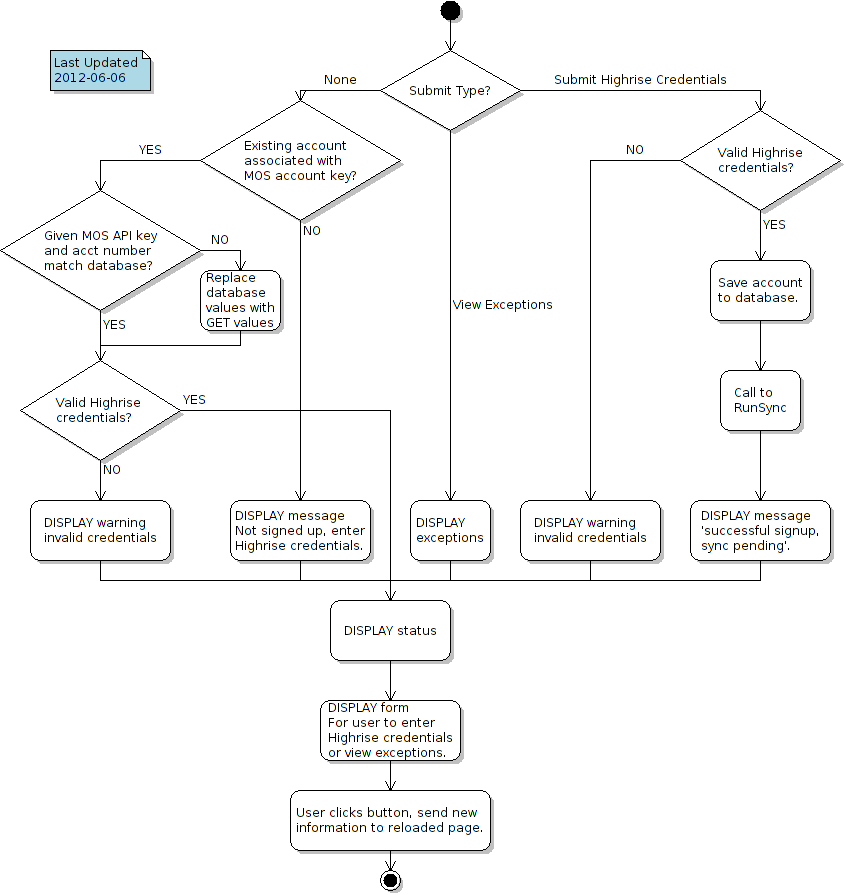 Last Updated
2012-06-06
None
Submit Type?
Submit Highrise Credentials
YES
Existing account
associated with
MOS account key?
NO
Valid Highrise
credentials?
Given MOS API key
and acct number
match database?
NO
NO
YES
Replace
database
values with
GET values
Save account
to database.
YES
View Exceptions
Valid Highrise
credentials?
YES
Call to
RunSync
NO
DISPLAY warning
invalid credentials
DISPLAY message
Not signed up, enter
Highrise credentials.
DISPLAY
exceptions
DISPLAY warning
invalid credentials
DISPLAY message
'successful signup,
sync pending'.
DISPLAY status
DISPLAY form
For user to enter
Highrise credentials
or view exceptions.
User clicks button, send new
information to reloaded page.